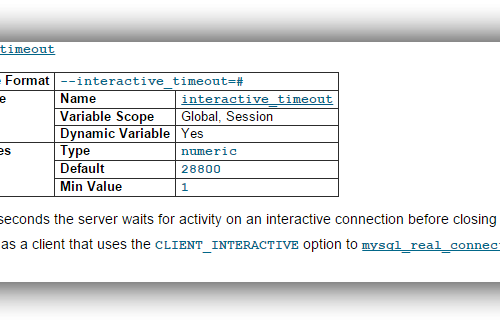 timeout
Format --interactive_timeout=#
Name interactive_timeout
Variable Scope Global, Session
Dynamic Variable Yes
Type numeric
Default 28800
Min Value 1
seconds the server waits for activity on an interactive connection before closing
as a client that uses the CLIENT_INTERACTIVE option to mysql_real_connec